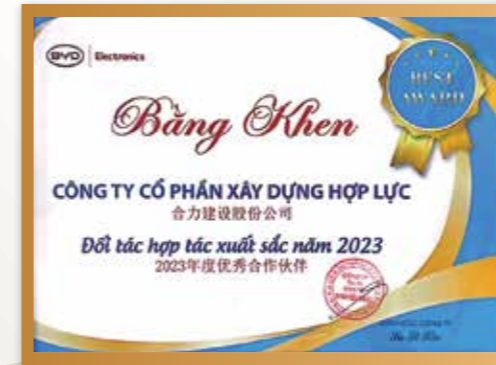 BYD Electronics
BEST
AWARD
Bằng Khen
CÔNG TY CỔ PHẦN XÂY DỰNG HỢP LỰC
合力建设股份公司
Đối tác hợp tác xuất sắc năm 2023
2023年度优秀合作伙伴